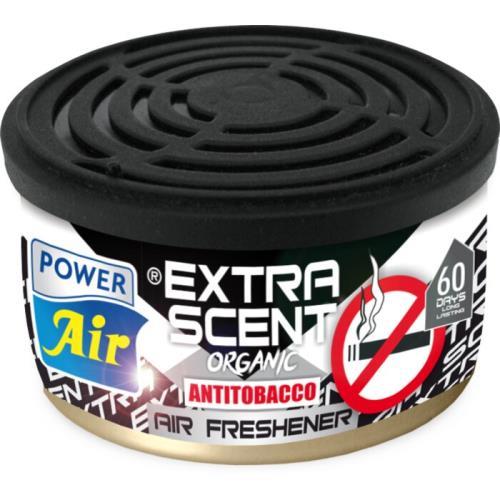 POWER
Air
®
EXTRA
SCENT
ORGANIC
ANTITOBACCO
AIR FRESHENER
60
DAYS
LONG
LASTING